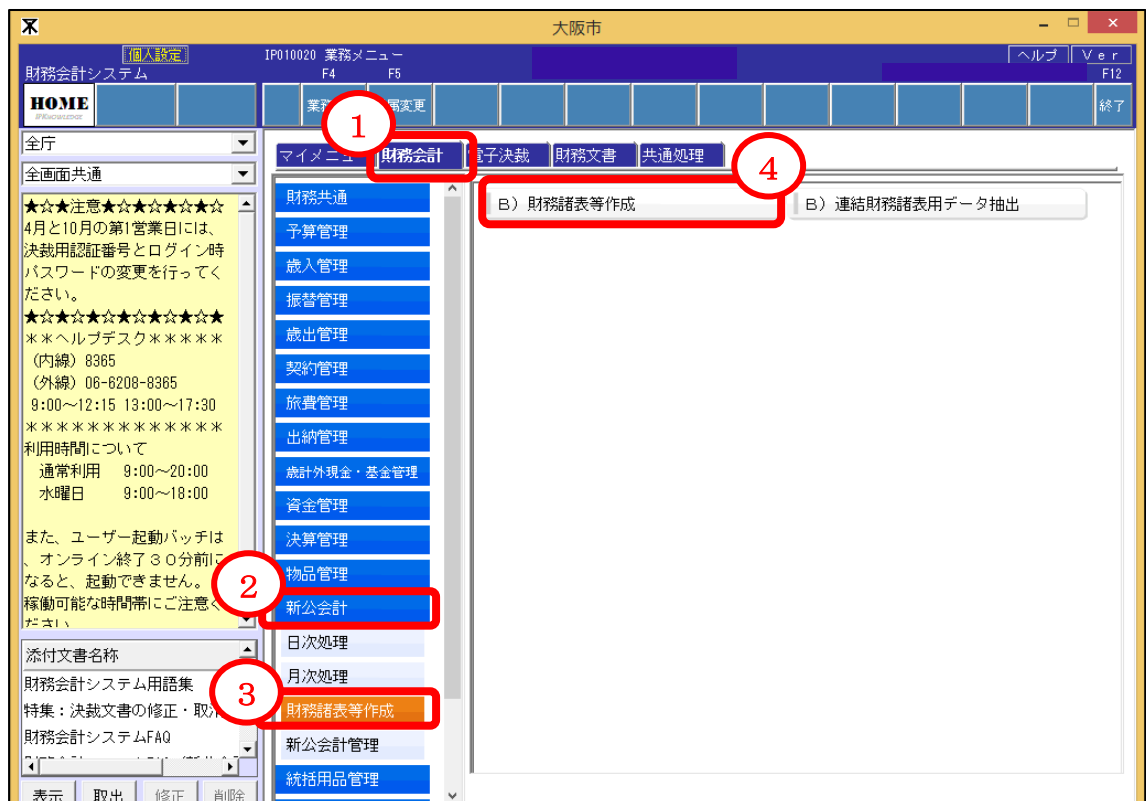 大阪市
個人設定
IP010020 業務メニュー
ヘルプ
Ver
財務会計システム
F4
F5
F12
HOME
業務
属変更
終了
全庁
全画面共通
マイメニュー
財務会計
電子決裁
財務文書
共通処理
1
2
3
4
★☆★注意★☆★☆★☆★☆
4月と10月の第1営業日には、
決裁用認証番号とログイン時
パスワードの変更を行ってく
ださい。
★☆★☆★☆★☆★☆★☆★
**ヘルプデスク*****
(内線) 8365
(外線) 06-6208-8365
9:00～12:15 13:00～17:30
*************
利用時間について
通常利用 9:00～20:00
水曜日 9:00～18:00
また、ユーザー起動バッチは
、オンライン終了３０分前に
なると、起動できません。
稼働可能な時間帯にご注意く
ださい
添付文書名称
財務会計システム用語集
特集：決裁文書の修正・取消
財務会計システムFAQ
表示
取出
修正
削除
財務共通
予算管理
歳入管理
振替管理
歳出管理
契約管理
旅費管理
出納管理
歳計外現金・基金管理
資金管理
決算管理
物品管理
新公会計
日次処理
月次処理
財務諸表等作成
新公会計管理
統括用品管理
B）財務諸表等作成
B）連結財務諸表用データ抽出